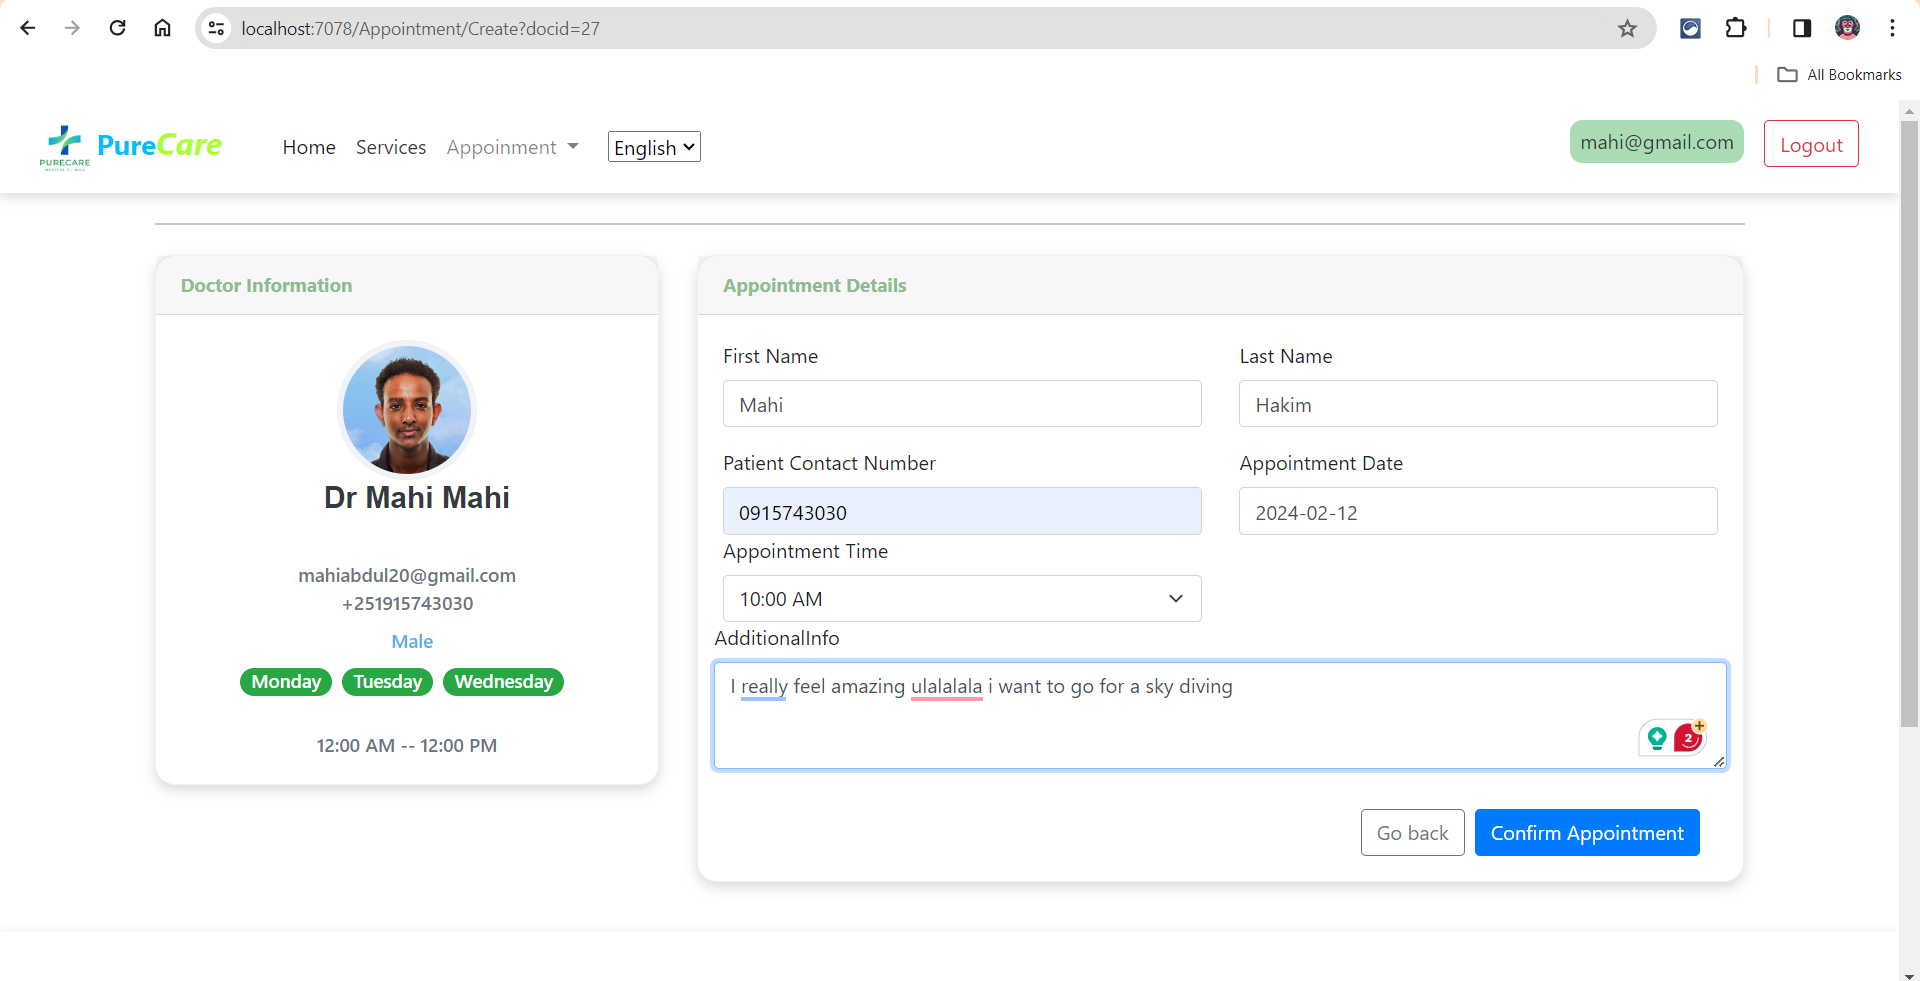 localhost:7078/Appointment/Create?docid=27
All Bookmarks
PURECARE
PureCare
Home
Services
Appoinment
English
mahi@gmail.com
Logout
Doctor Information
Dr Mahi Mahi
mahiabdul20@gmail.com
+251915743030
Male
Monday Tuesday Wednesday
12:00 AM -- 12:00 PM
Appointment Details
First Name
Mahi
Last Name
Hakim
Patient Contact Number
0915743030
Appointment Date
2024-02-12
Appointment Time
10:00 AM
AdditionalInfo
I really feel amazing ulalalala i want to go for a sky diving
2
Go back
Confirm Appointment